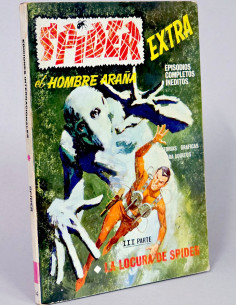 SPIDER
EXTRA
el HOMBRE ARAÑA
EPISODIOS
COMPLETOS
INEDITOS
III PARTE
LA LOCURA DE SPIDER